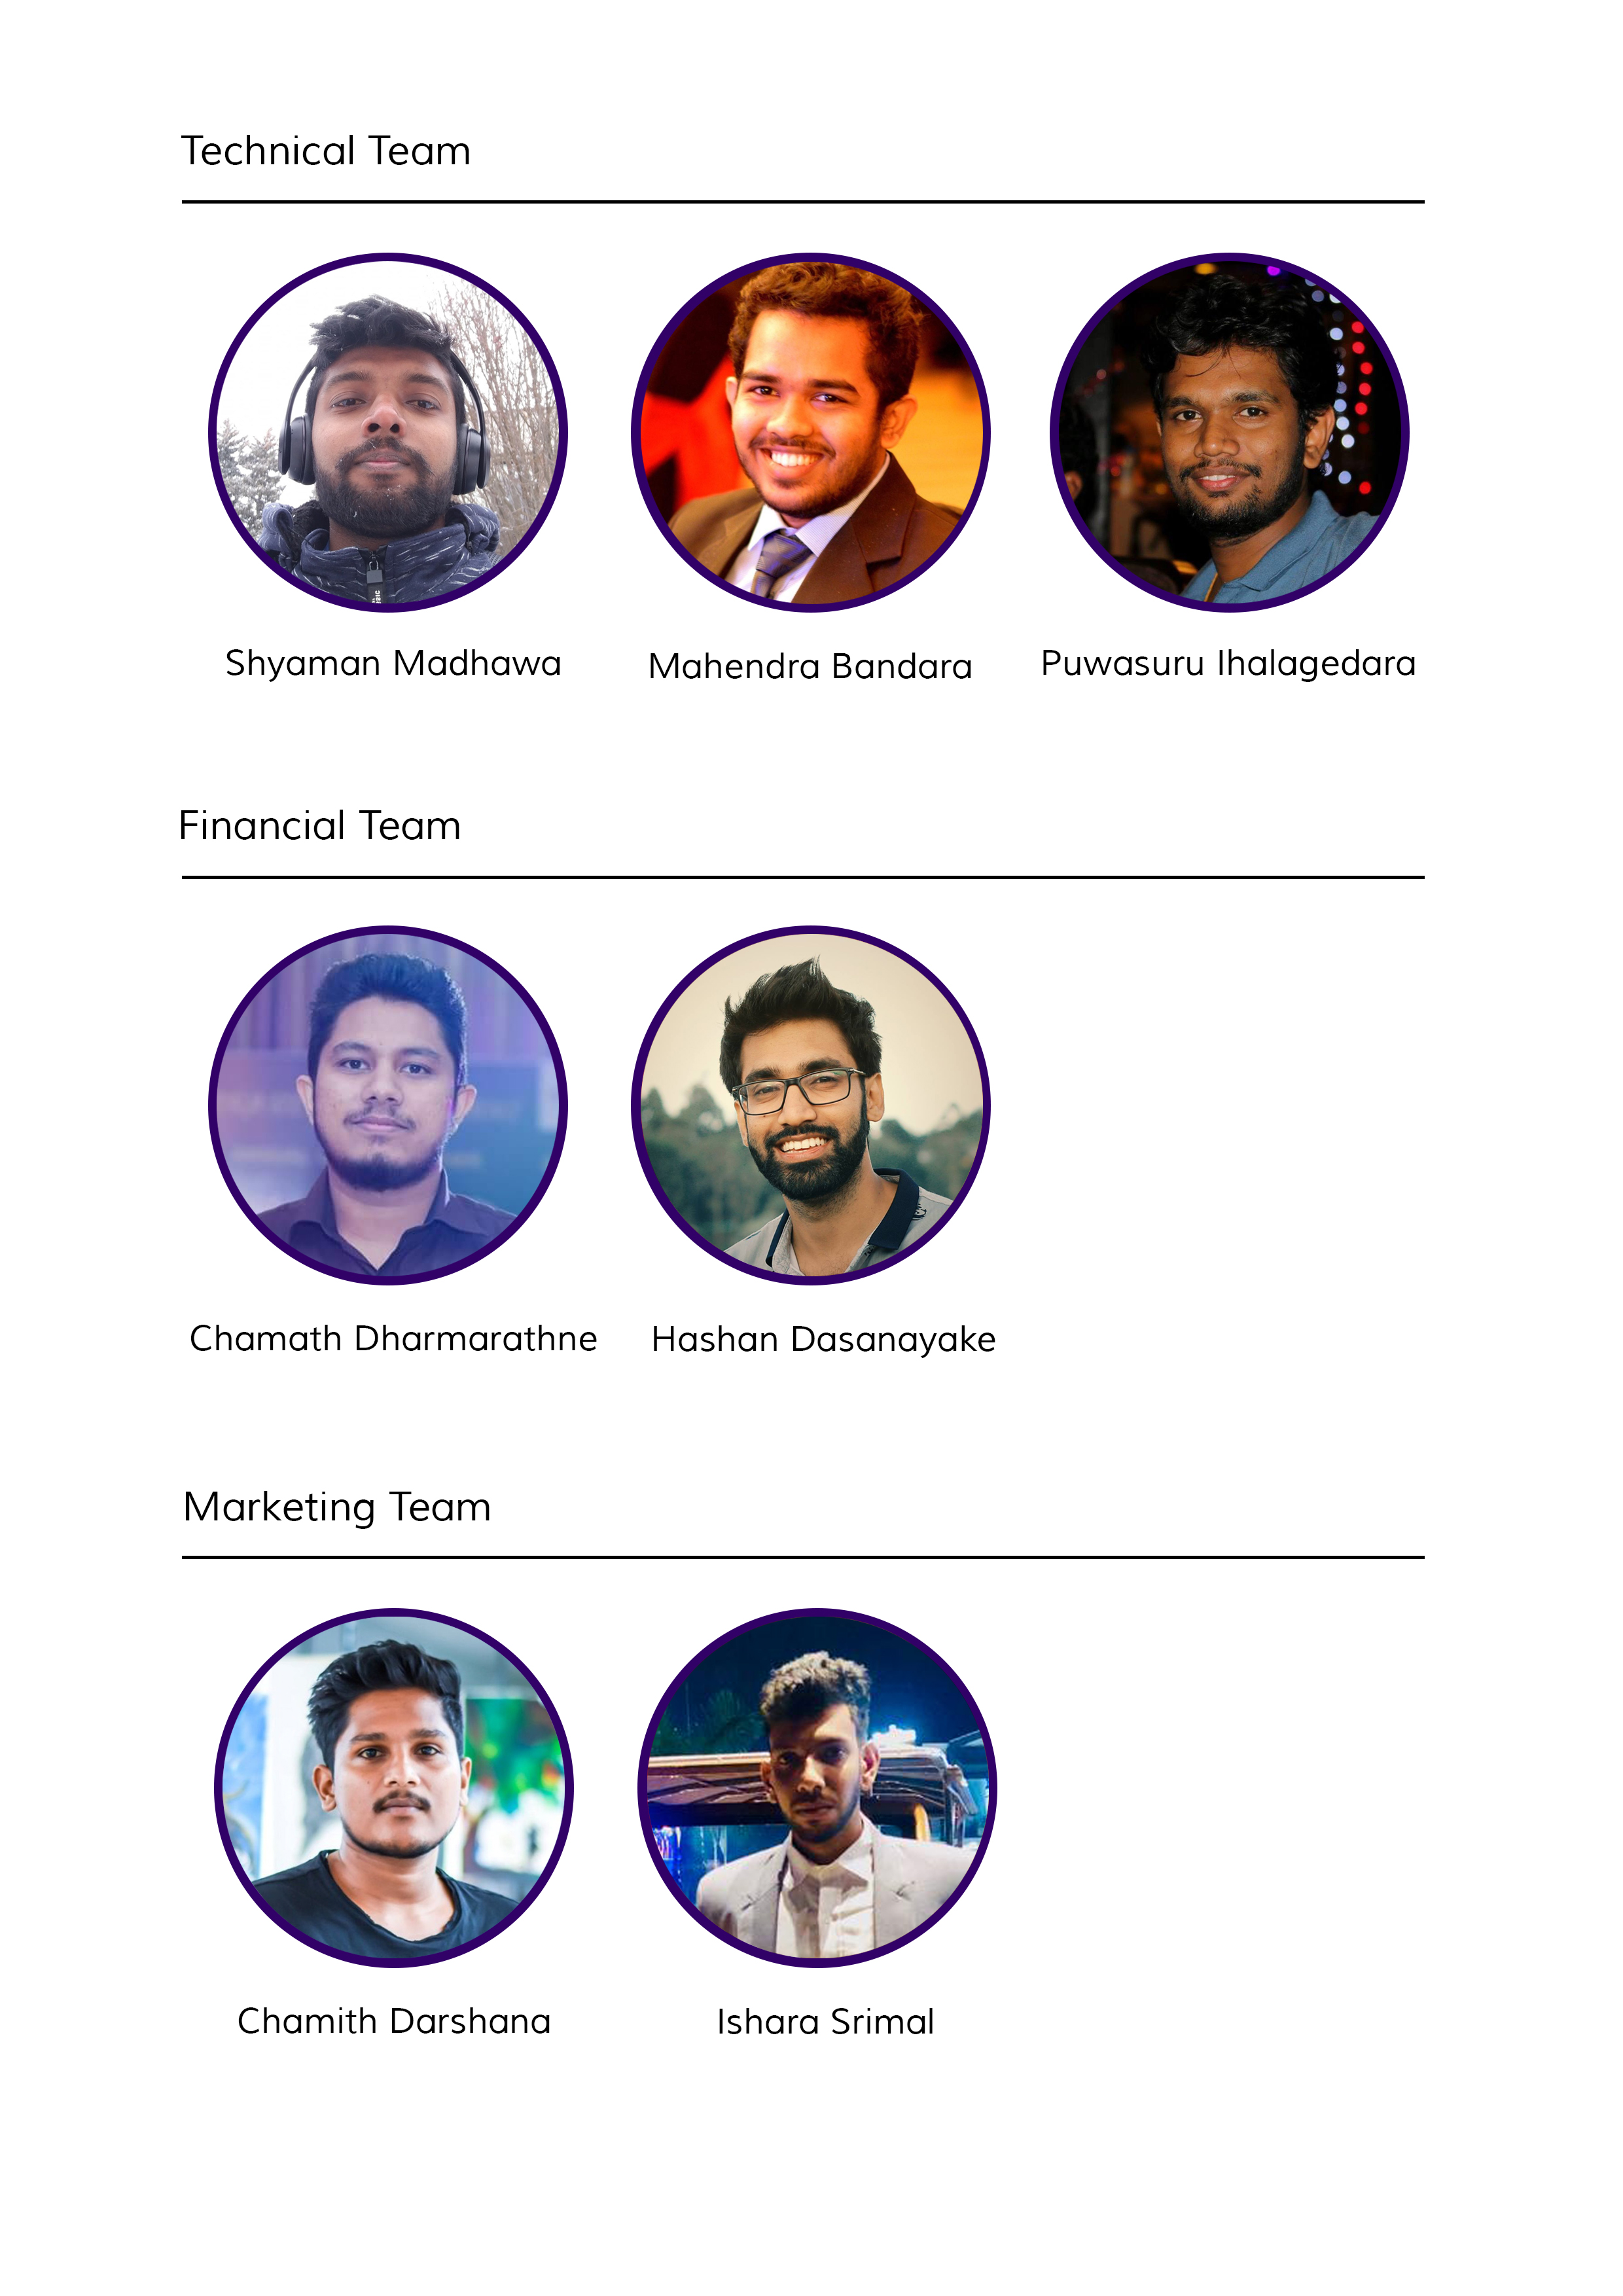 Technical Team
Shyaman Madhawa
Mahendra Bandara
Puwasuru Ihalagedara
Financial Team
Chamath Dharmarathne
Hashan Dasanayake
Marketing Team
Chamith Darshana
Ishara Srimal